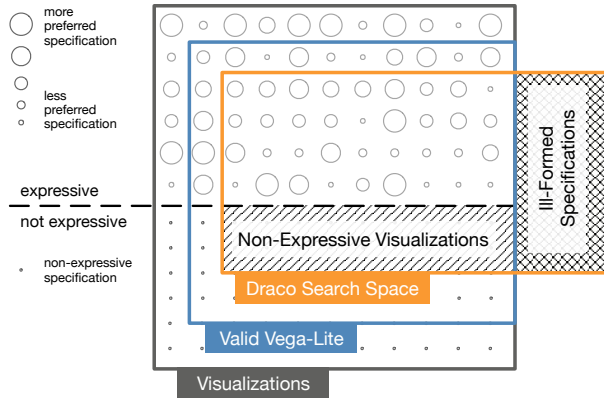 more
preferred
specification
less
preferred
specification
expressive
not expressive
non-expressive
specification
Non-Expressive Visualizations
Ill-Formed
Specifications
Draco Search Space
Valid Vega-Lite
Visualizations